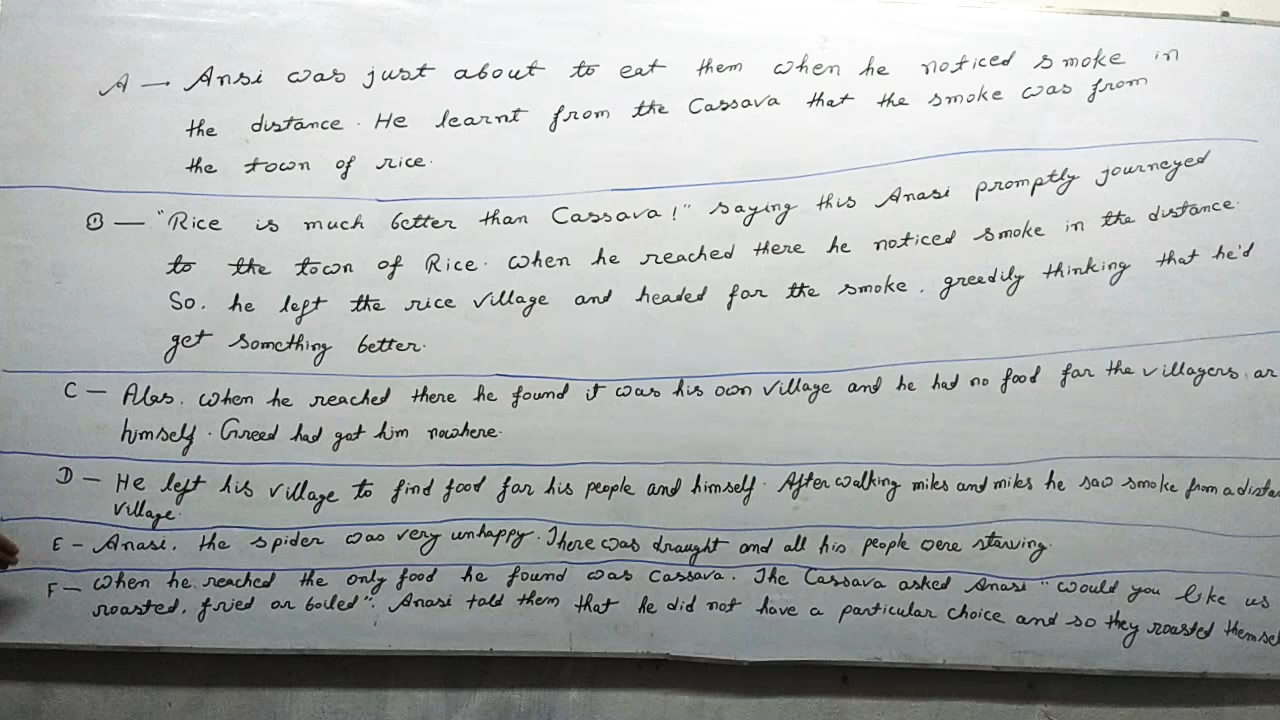 A — Ansi was just about to eat them when he noticed smoke in
the distance. He learnt from the Cassava that the smoke was from
the town of rice.
B — "Rice is much better than Cassava!" saying this Anasi promptly journeyed
to the town of Rice. when he reached there he noticed smoke in the distance.
So, he left the rice village and headed for the smoke, greedily thinking that he'd
get something better.
C — Alas, when he reached there he found it was his own village and he had no food for the villagers or
himself. Greed had got him nowhere.
D — He left his village to find food for his people and himself. After walking miles and miles he saw smoke from a
village.
E - Anasi, the spider was very unhappy. There was draught and all his people were starving.
F — When he reached the only food he found was Cassava. The Cassava asked Anasi "would you like us
roasted, fried or boiled". Anasi told them that he did not have a particular choice and so they roasted